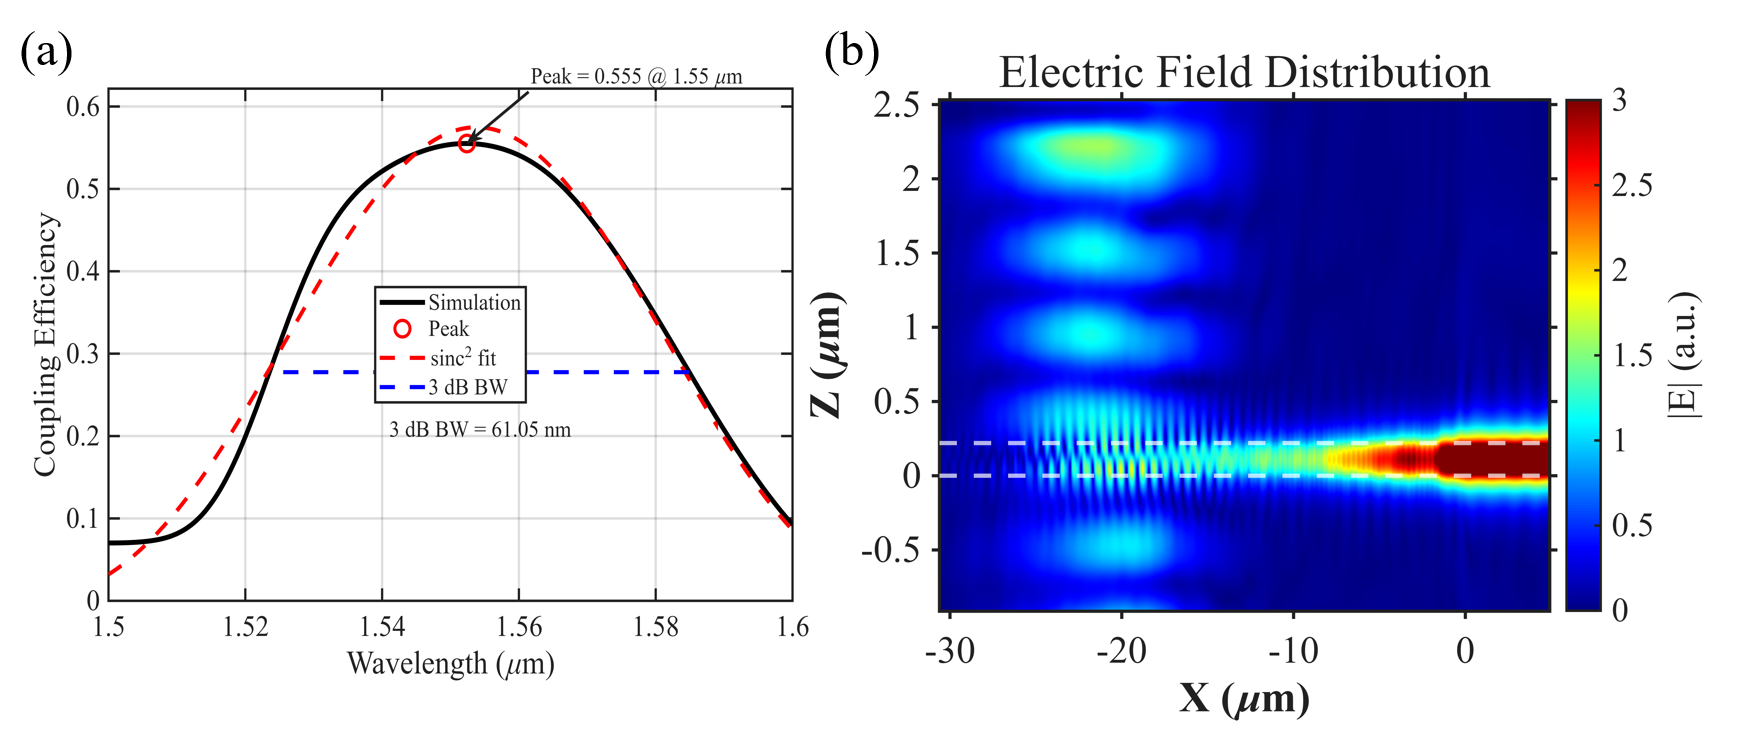 (a)
Peak = 0.555 @ 1.55 μm
0.6
0.5
0.4
0.3
0.2
0.1
0
Coupling Efficiency
Simulation
Peak
sinc² fit
3 dB BW
3 dB BW = 61.05 nm
1.5 1.52 1.54 1.56 1.58 1.6
Wavelength (μm)
(b)
Electric Field Distribution
2.5
2
1.5
1
0.5
0
-0.5
Z (μm)
-30 -20 -10 0
X (μm)
3
2.5
2
1.5
1
0.5
0
|E| (a.u.)